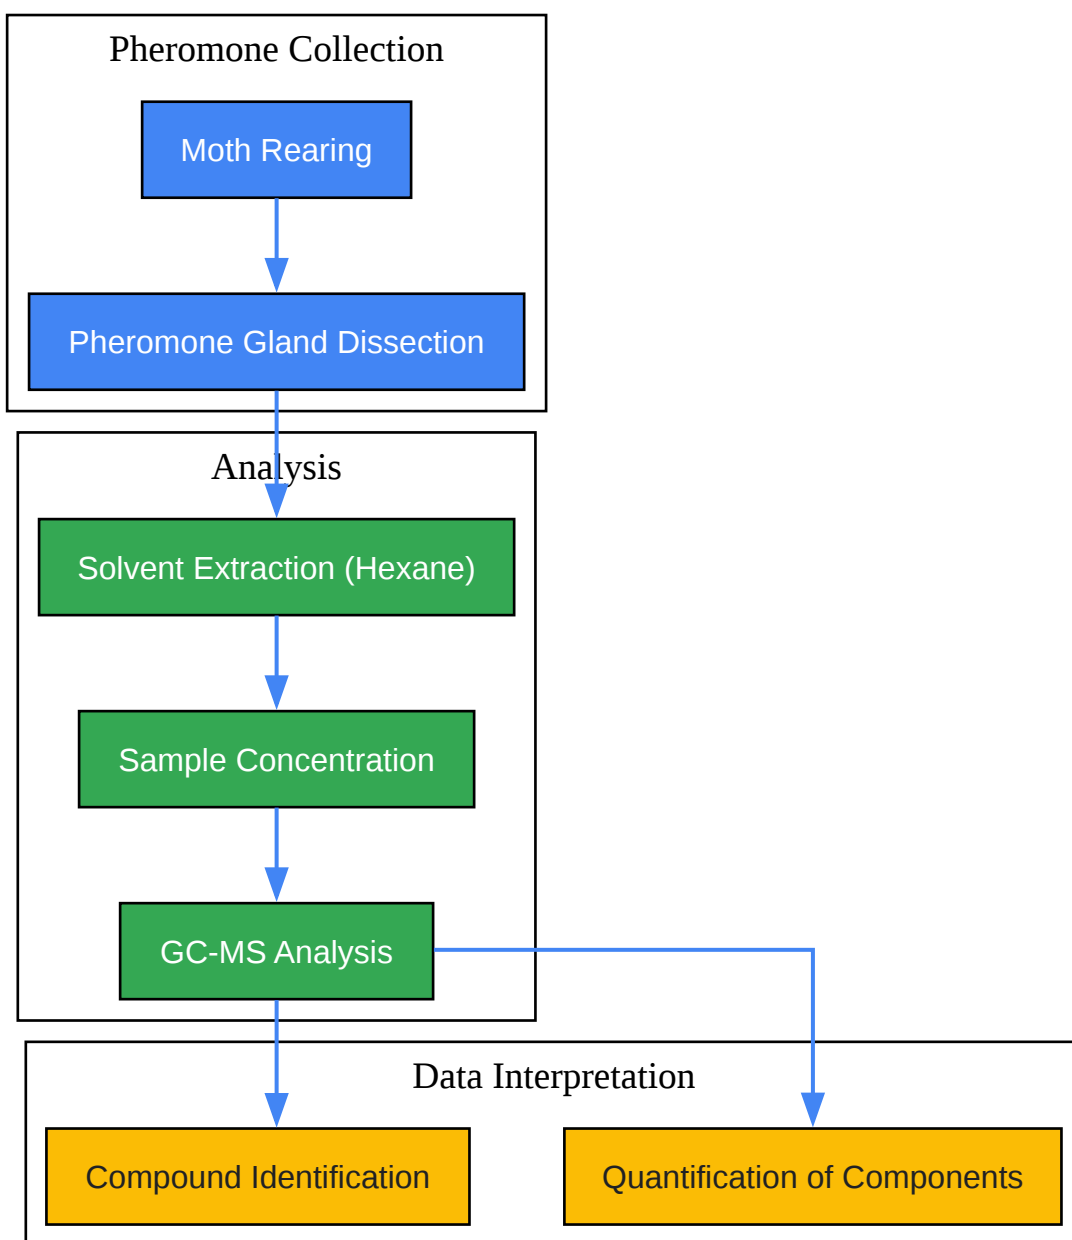 Pheromone Collection
Moth Rearing
Pheromone Gland Dissection
Analysis
Solvent Extraction (Hexane)
Sample Concentration
GC-MS Analysis
Data Interpretation
Compound Identification
Quantification of Components